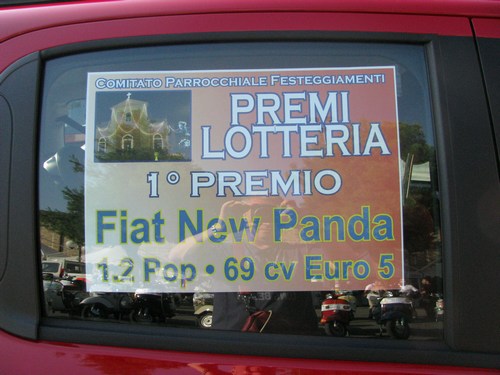 COMITATO PARROCCHIALE FESTEGGIAMENTI
PREMI
LOTTERIA
1° PREMIO
Fiat New Panda
1.2 Pop • 69 cv Euro 5